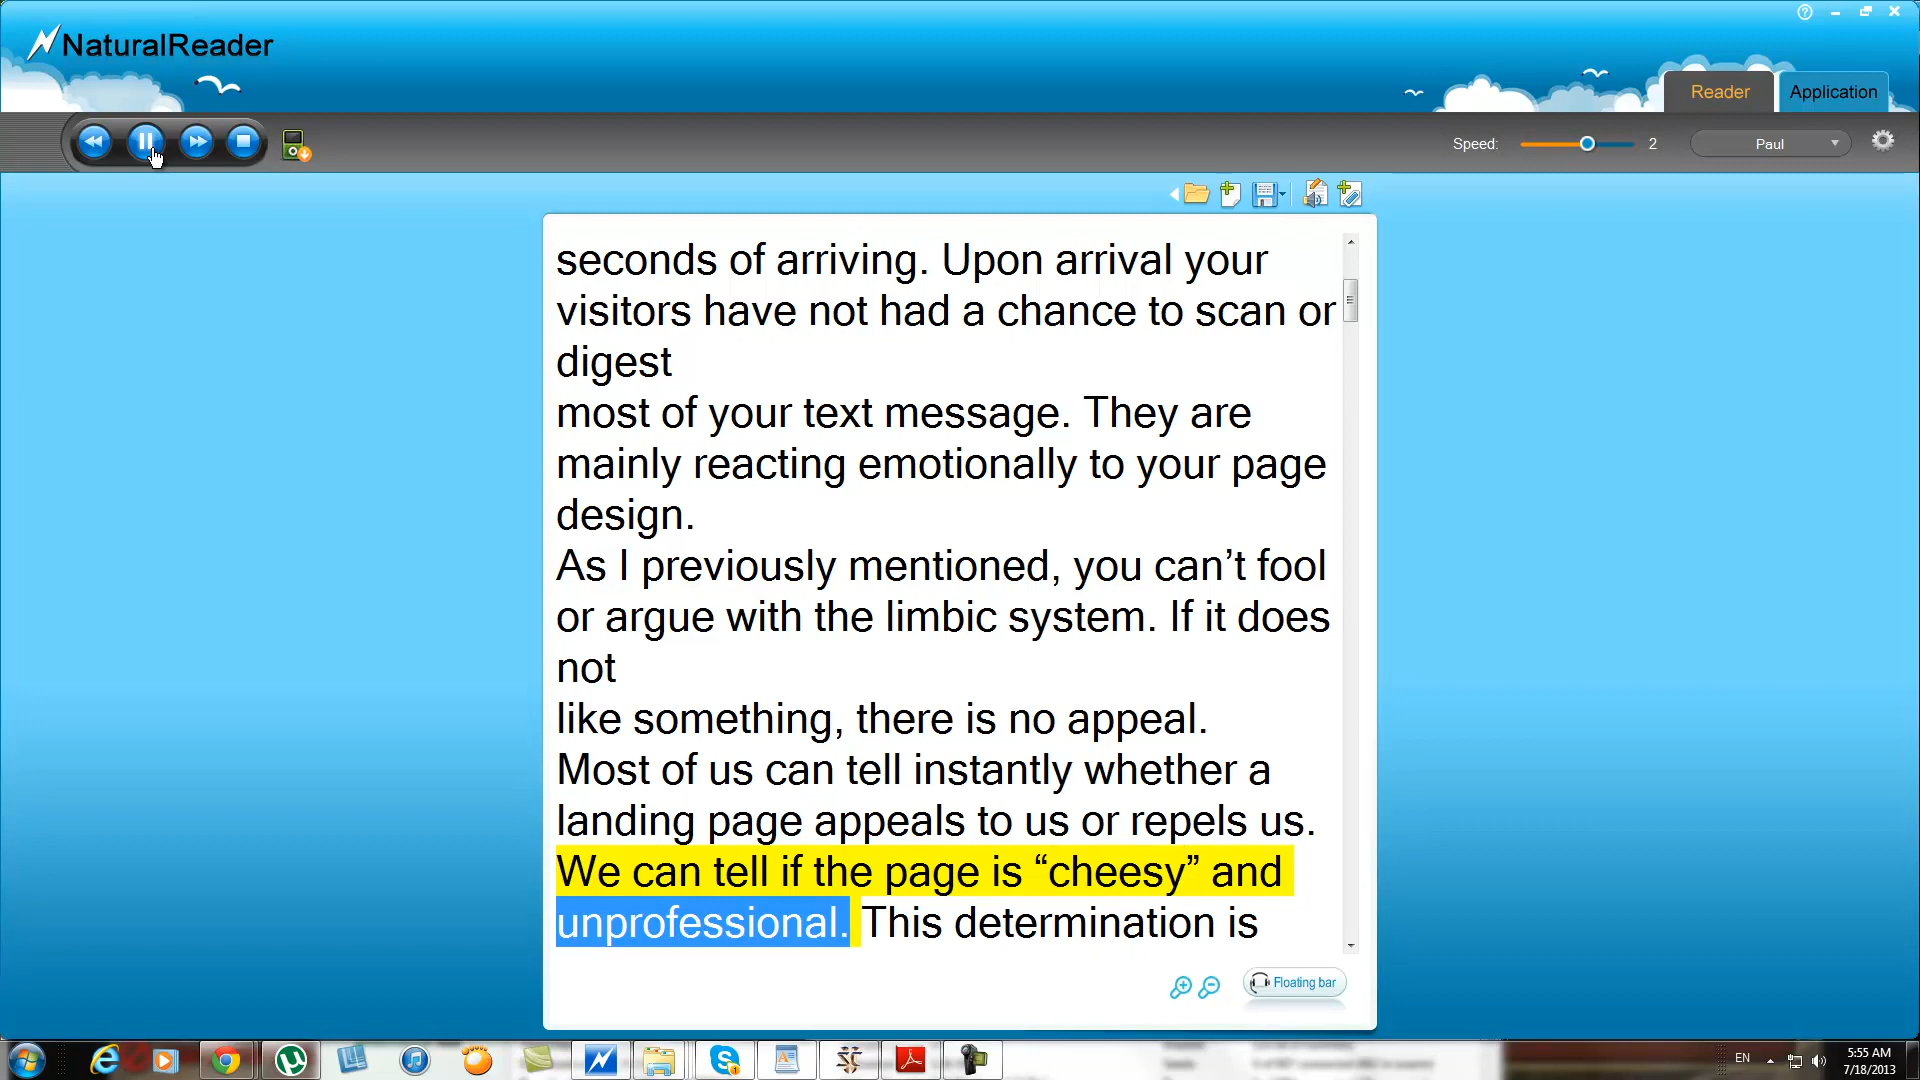 NaturalReader
Reader
Application
Speed:
2
Paul
seconds of arriving. Upon arrival your
visitors have not had a chance to scan or
digest
most of your text message. They are
mainly reacting emotionally to your page
design.
As I previously mentioned, you can’t fool
or argue with the limbic system. If it does
not
like something, there is no appeal.
Most of us can tell instantly whether a
landing page appeals to us or repels us.
We can tell if the page is “cheesy” and
unprofessional. This determination is
Floating bar
EN
5:55 AM
7/18/2013